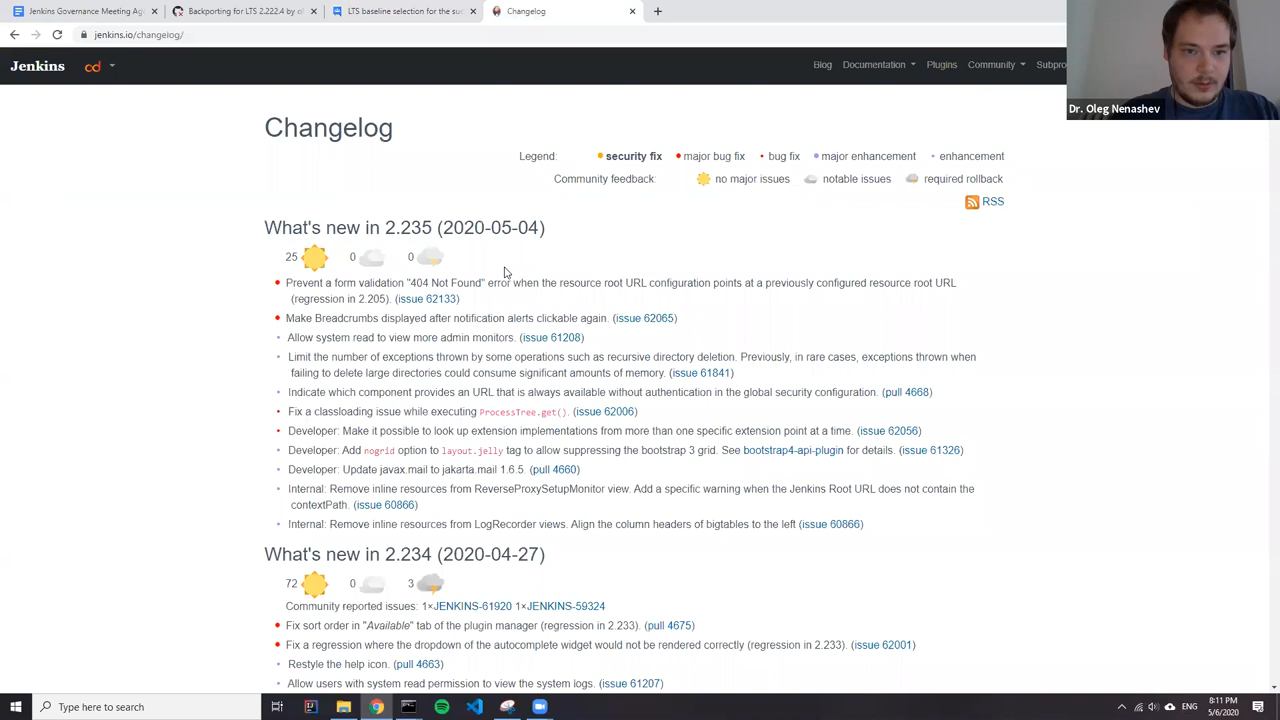 Jenkins Governance Meeting Ag
Backporting for LTS 2.222.4 by ol
LTS baseline selection for the suc
Changelog
jenkins.io/changelog/
Jenkins
cd
Blog
Documentation
Plugins
Community
Subpro
Dr. Oleg Nenashev
Changelog
Legend: security fix major bug fix bug fix major enhancement enhancement
Community feedback: no major issues notable issues required rollback
RSS
What's new in 2.235 (2020-05-04)
25 0 0
Prevent a form validation "404 Not Found" error when the resource root URL configuration points at a previously configured resource root URL
(regression in 2.205). (issue 62133)
Make Breadcrumbs displayed after notification alerts clickable again. (issue 62065)
Allow system read to view more admin monitors. (issue 61208)
Limit the number of exceptions thrown by some operations such as recursive directory deletion. Previously, in rare cases, exceptions thrown when
failing to delete large directories could consume significant amounts of memory. (issue 61841)
Indicate which component provides an URL that is always available without authentication in the global security configuration. (pull 4668)
Fix a classloading issue while executing ProcessTree.get(). (issue 62006)
Developer: Make it possible to look up extension implementations from more than one specific extension point at a time. (issue 62056)
Developer: Add nogrid option to layout.jelly tag to allow suppressing the bootstrap 3 grid. See bootstrap4-api-plugin for details. (issue 61326)
Developer: Update javax.mail to jakarta.mail 1.6.5. (pull 4660)
Internal: Remove inline resources from ReverseProxySetupMonitor view. Add a specific warning when the Jenkins Root URL does not contain the
contextPath. (issue 60866)
Internal: Remove inline resources from LogRecorder views. Align the column headers of bigtables to the left (issue 60866)
What's new in 2.234 (2020-04-27)
72 0 3
Community reported issues: 1×JENKINS-61920 1×JENKINS-59324
Fix sort order in "Available" tab of the plugin manager (regression in 2.233). (pull 4675)
Fix a regression where the dropdown of the autocomplete widget would not be rendered correctly (regression in 2.233). (issue 62001)
Restyle the help icon. (pull 4663)
Allow users with system read permission to view the system logs. (issue 61207)
Type here to search
ENG
8:11 PM
5/6/2020